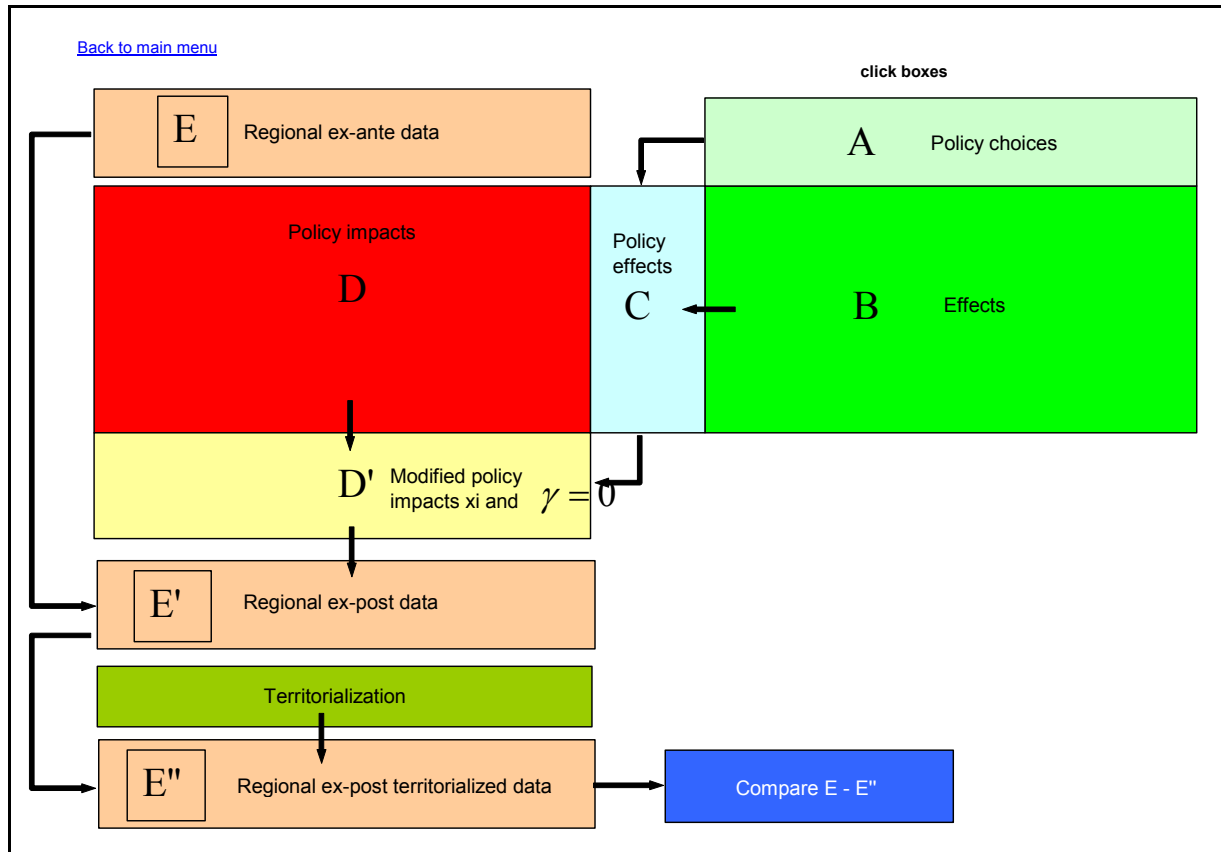 Back to main menu
click boxes
E Regional ex-ante data
A Policy choices
Policy impacts
D
Policy
effects
C
B Effects
D' Modified policy
impacts xi and γ = 0
E' Regional ex-post data
Territorialization
E" Regional ex-post territorialized data
Compare E - E"